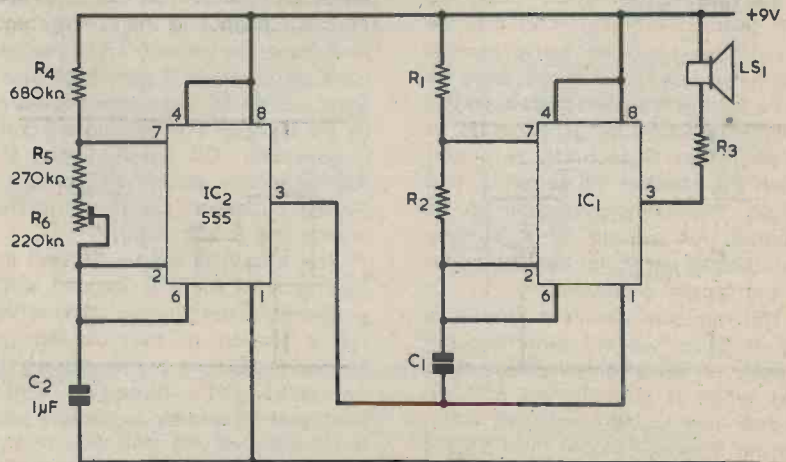 +9V
R4
680kΩ
R5
270kΩ
R6
220kΩ
C2
1µF
7
4
8
3
2
6
1
IC2
555
R1
R2
C1
7
4
8
3
2
6
1
IC1
LS1
R3